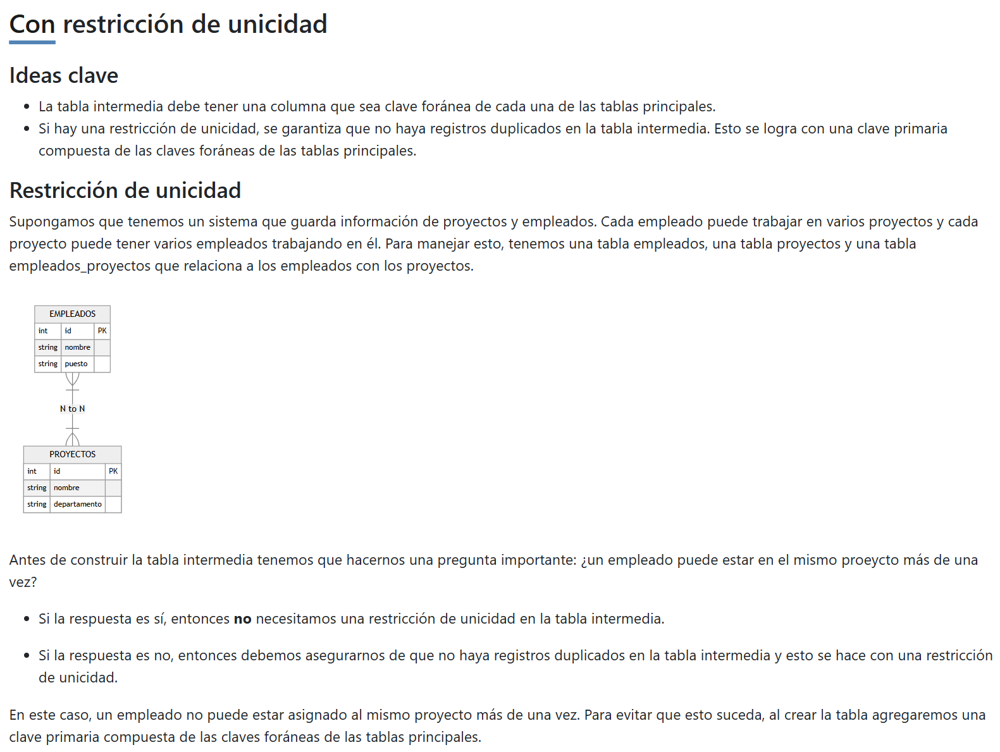 Con restricción de unicidad
Ideas clave
• La tabla intermedia debe tener una columna que sea clave foránea de cada una de las tablas principales.
• Si hay una restricción de unicidad, se garantiza que no haya registros duplicados en la tabla intermedia. Esto se logra con una clave primaria
compuesta de las claves foráneas de las tablas principales.
Restricción de unicidad
Supongamos que tenemos un sistema que guarda información de proyectos y empleados. Cada empleado puede trabajar en varios proyectos y cada
proyecto puede tener varios empleados trabajando en él. Para manejar esto, tenemos una tabla empleados, una tabla proyectos y una tabla
empleados_proyectos que relaciona a los empleados con los proyectos.
EMPLEADOS
int id PK
string nombre
string puesto
N to N
PROYECTOS
int id PK
string nombre
string departamento
Antes de construir la tabla intermedia tenemos que hacernos una pregunta importante: ¿un empleado puede estar en el mismo proeycto más de una
vez?
• Si la respuesta es sí, entonces no necesitamos una restricción de unicidad en la tabla intermedia.
• Si la respuesta es no, entonces debemos asegurarnos de que no haya registros duplicados en la tabla intermedia y esto se hace con una restricción
de unicidad.
En este caso, un empleado no puede estar asignado al mismo proyecto más de una vez. Para evitar que esto suceda, al crear la tabla agregaremos una
clave primaria compuesta de las claves foráneas de las tablas principales.